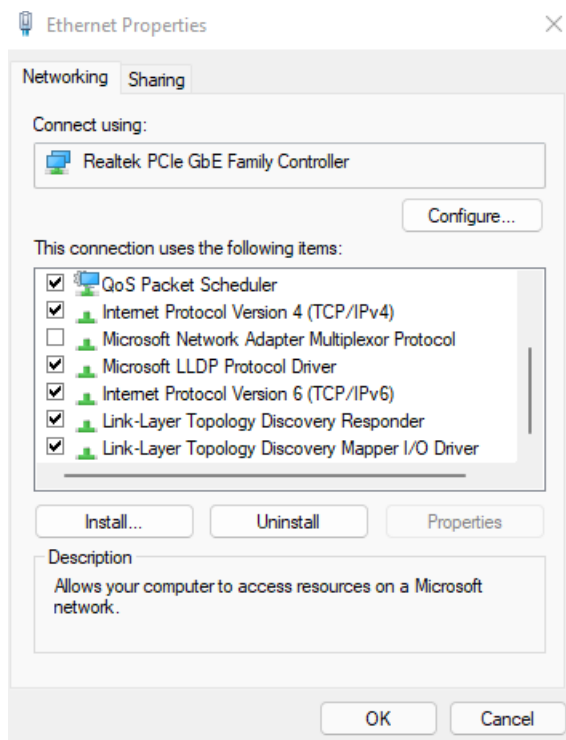 Ethernet Properties
Networking
Sharing
Connect using:
Realtek PCIe GbE Family Controller
Configure...
This connection uses the following items:
QoS Packet Scheduler
Internet Protocol Version 4 (TCP/IPv4)
Microsoft Network Adapter Multiplexor Protocol
Microsoft LLDP Protocol Driver
Internet Protocol Version 6 (TCP/IPv6)
Link-Layer Topology Discovery Responder
Link-Layer Topology Discovery Mapper I/O Driver
Install...
Uninstall
Properties
Description
Allows your computer to access resources on a Microsoft
network.
OK
Cancel